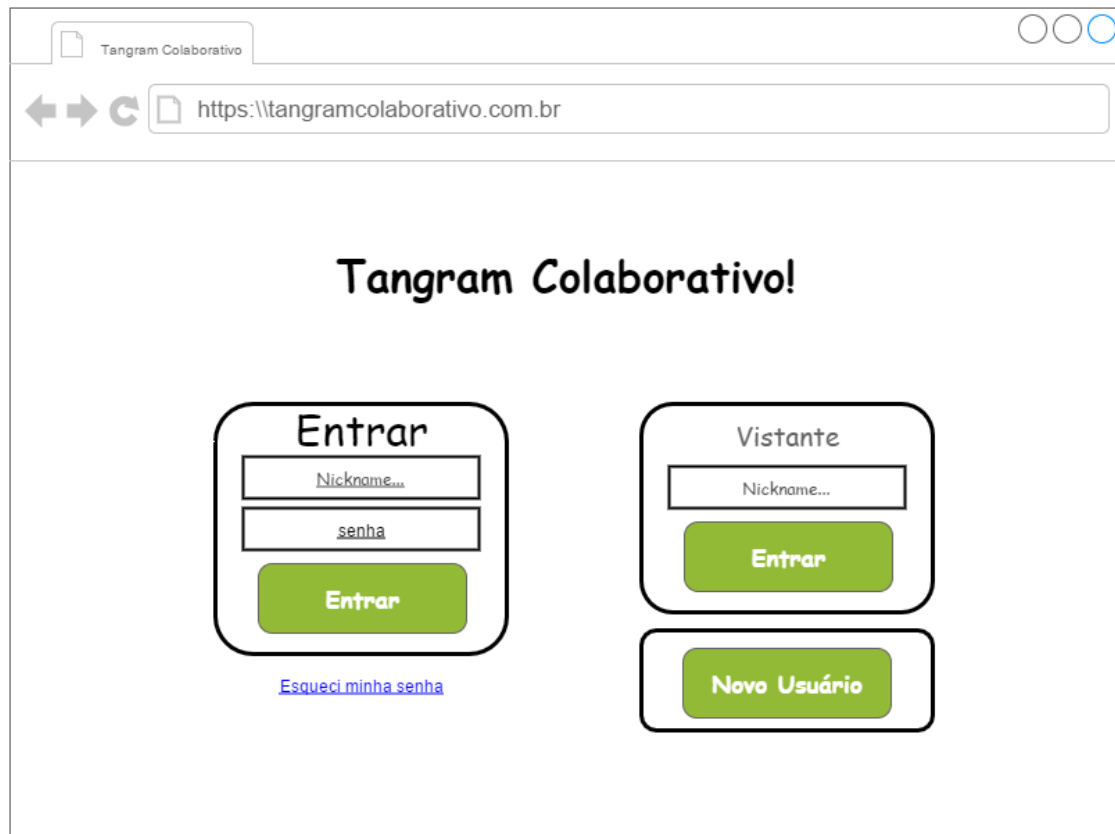 Tangram Colaborativo
https:\\tangramcolaborativo.com.br
Tangram Colaborativo!
Entrar
Nickname...
senha
Entrar
Esqueci minha senha
Vistante
Nickname...
Entrar
Novo Usuário